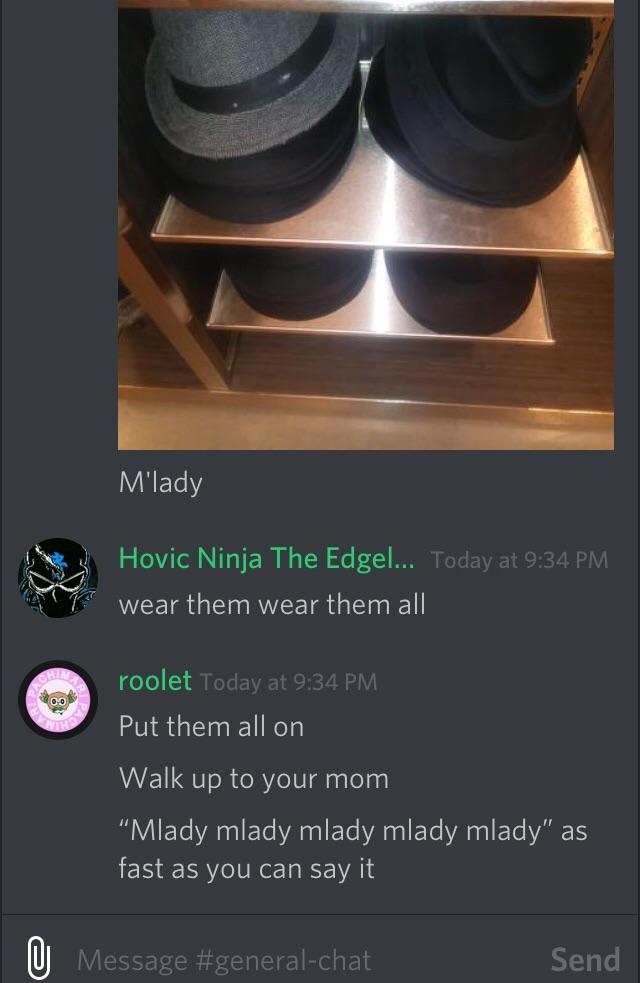 M'lady
Hovic Ninja The Edgel... Today at 9:34 PM
wear them wear them all
PACHIMARI PACHIMARI
roolet Today at 9:34 PM
Put them all on
Walk up to your mom
“Mlady mlady mlady mlady mlady” as
fast as you can say it
Message #general-chat Send